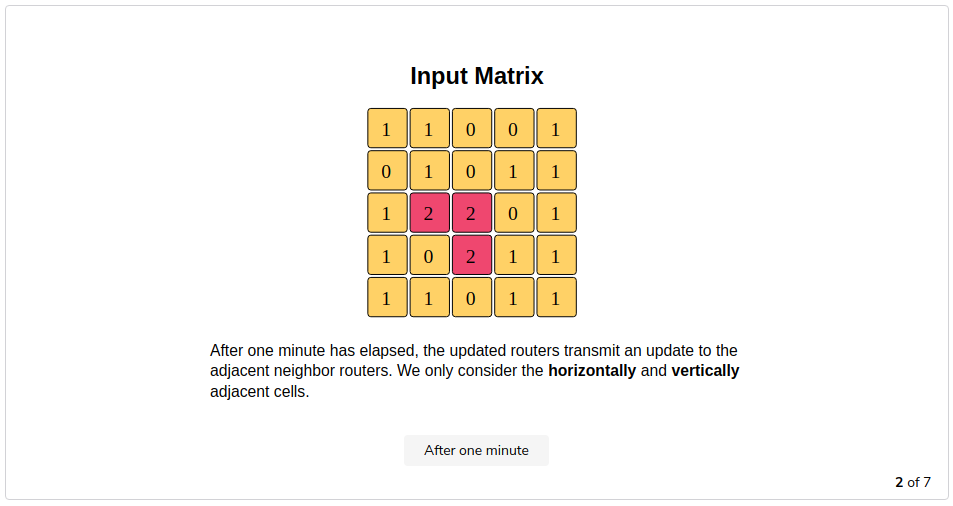 Input Matrix
1 1 0 0 1
0 1 0 1 1
1 2 2 0 1
1 0 2 1 1
1 1 0 1 1
After one minute has elapsed, the updated routers transmit an update to the
adjacent neighbor routers. We only consider the horizontally and vertically
adjacent cells.
After one minute
2 of 7